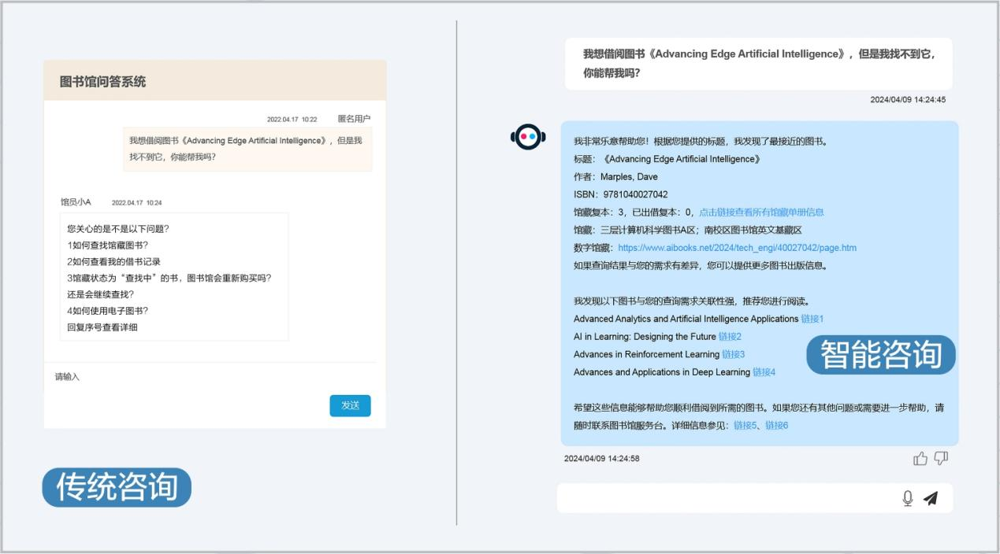 图书馆问答系统
2022.04.17 10:22 匿名用户
我想借阅图书《Advancing Edge Artificial Intelligence》，但是我
找不到它，你能帮我吗？
馆员小A 2022.04.17 10:24
您关心的是不是以下问题？
1如何查找馆藏图书？
2如何查看我的借书记录
3馆藏状态为“查找中”的书，图书馆会重新购买吗？
还是会继续查找？
4如何使用电子图书？
回复序号查看详细
请输入
发送
传统咨询
我想借阅图书《Advancing Edge Artificial Intelligence》，但是我找不到它，
你能帮我吗？
2024/04/09 14:24:45
我非常乐意帮助您！根据您提供的标题，我发现了最接近的图书。
标题：《Advancing Edge Artificial Intelligence》
作者：Marples, Dave
ISBN：9781040027042
馆藏复本：3，已出借复本：0，点击链接查看所有馆藏单册信息
馆藏：三层计算机科学图书A区；南校区图书馆英文基藏区
数字馆藏：https://www.aibooks.net/2024/tech_engi/40027042/page.htm
如果查询结果与您的需求有差异，您可以提供更多图书出版信息。
我发现以下图书与您的查询需求关联性强，推荐您进行阅读。
Advanced Analytics and Artificial Intelligence Applications 链接1
AI in Learning: Designing the Future 链接2
Advances in Reinforcement Learning 链接3
Advances and Applications in Deep Learning 链接4
智能咨询
希望这些信息能够帮助您顺利借阅到所需的图书。如果您还有其他问题或需要进一步帮助，请
随时联系图书馆服务台。详细信息参见：链接5、链接6
2024/04/09 14:24:58